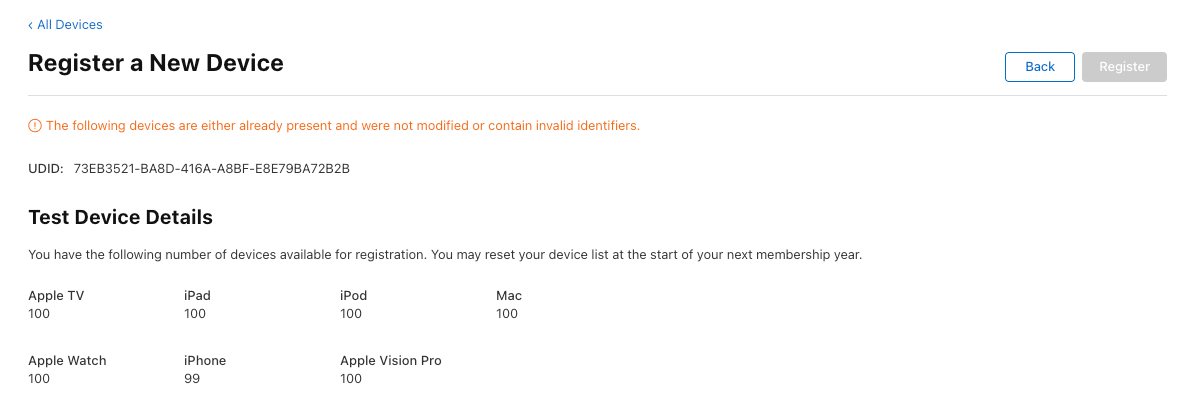 ‹ All Devices
Register a New Device
Back
Register
The following devices are either already present and were not modified or contain invalid identifiers.
UDID: 73EB3521-BA8D-416A-A8BF-E8E79BA72B2B
Test Device Details
You have the following number of devices available for registration. You may reset your device list at the start of your next membership year.
Apple TV
100
iPad
100
iPod
100
Mac
100
Apple Watch
100
iPhone
99
Apple Vision Pro
100